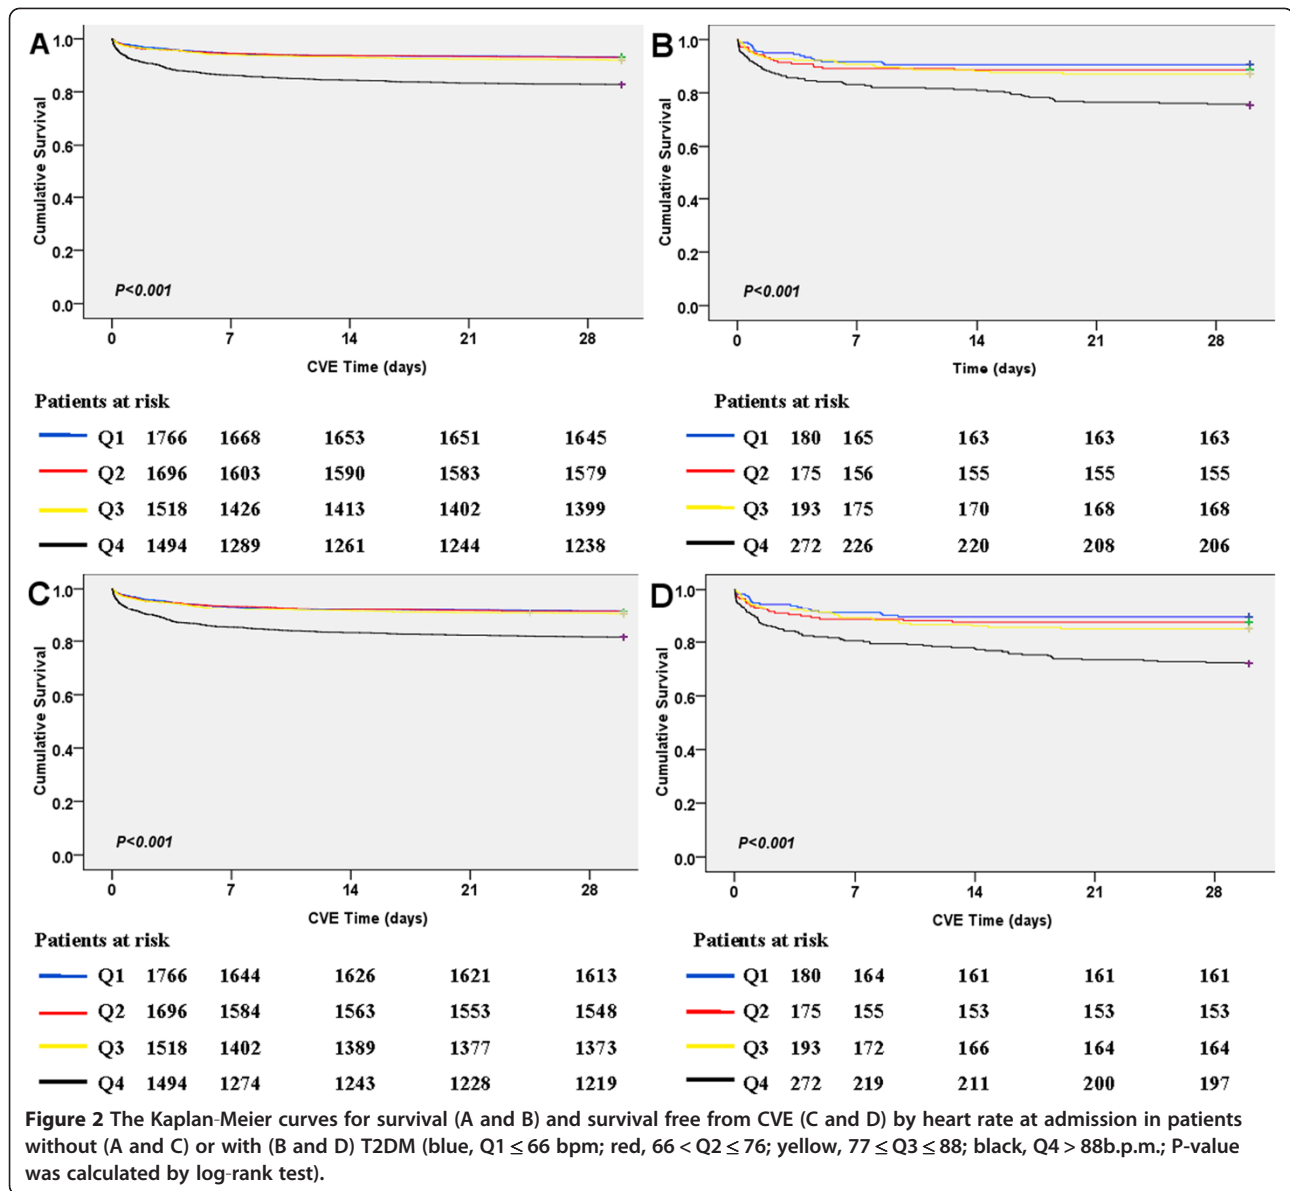 A
Cumulative Survival
1.0
0.8
0.6
0.4
0.2
0.0
P<0.001
0 7 14 21 28
CVE Time (days)
Patients at risk
Q1 1766 1668 1653 1651 1645
Q2 1696 1603 1590 1583 1579
Q3 1518 1426 1413 1402 1399
Q4 1494 1289 1261 1244 1238
B
Cumulative Survival
1.0
0.8
0.6
0.4
0.2
0.0
P<0.001
0 7 14 21 28
Time (days)
Patients at risk
Q1 180 165 163 163 163
Q2 175 156 155 155 155
Q3 193 175 170 168 168
Q4 272 226 220 208 206
C
Cumulative Survival
1.0
0.8
0.6
0.4
0.2
0.0
P<0.001
0 7 14 21 28
CVE Time (days)
Patients at risk
Q1 1766 1644 1626 1621 1613
Q2 1696 1584 1563 1553 1548
Q3 1518 1402 1389 1377 1373
Q4 1494 1274 1243 1228 1219
D
Cumulative Survival
1.0
0.8
0.6
0.4
0.2
0.0
P<0.001
0 7 14 21 28
CVE Time (days)
Patients at risk
Q1 180 164 161 161 161
Q2 175 155 153 153 153
Q3 193 172 166 164 164
Q4 272 219 211 200 197
Figure 2 The Kaplan-Meier curves for survival (A and B) and survival free from CVE (C and D) by heart rate at admission in patients
without (A and C) or with (B and D) T2DM (blue, Q1 ≤ 66 bpm; red, 66 < Q2 ≤ 76; yellow, 77 ≤ Q3 ≤ 88; black, Q4 > 88b.p.m.; P-value
was calculated by log-rank test).